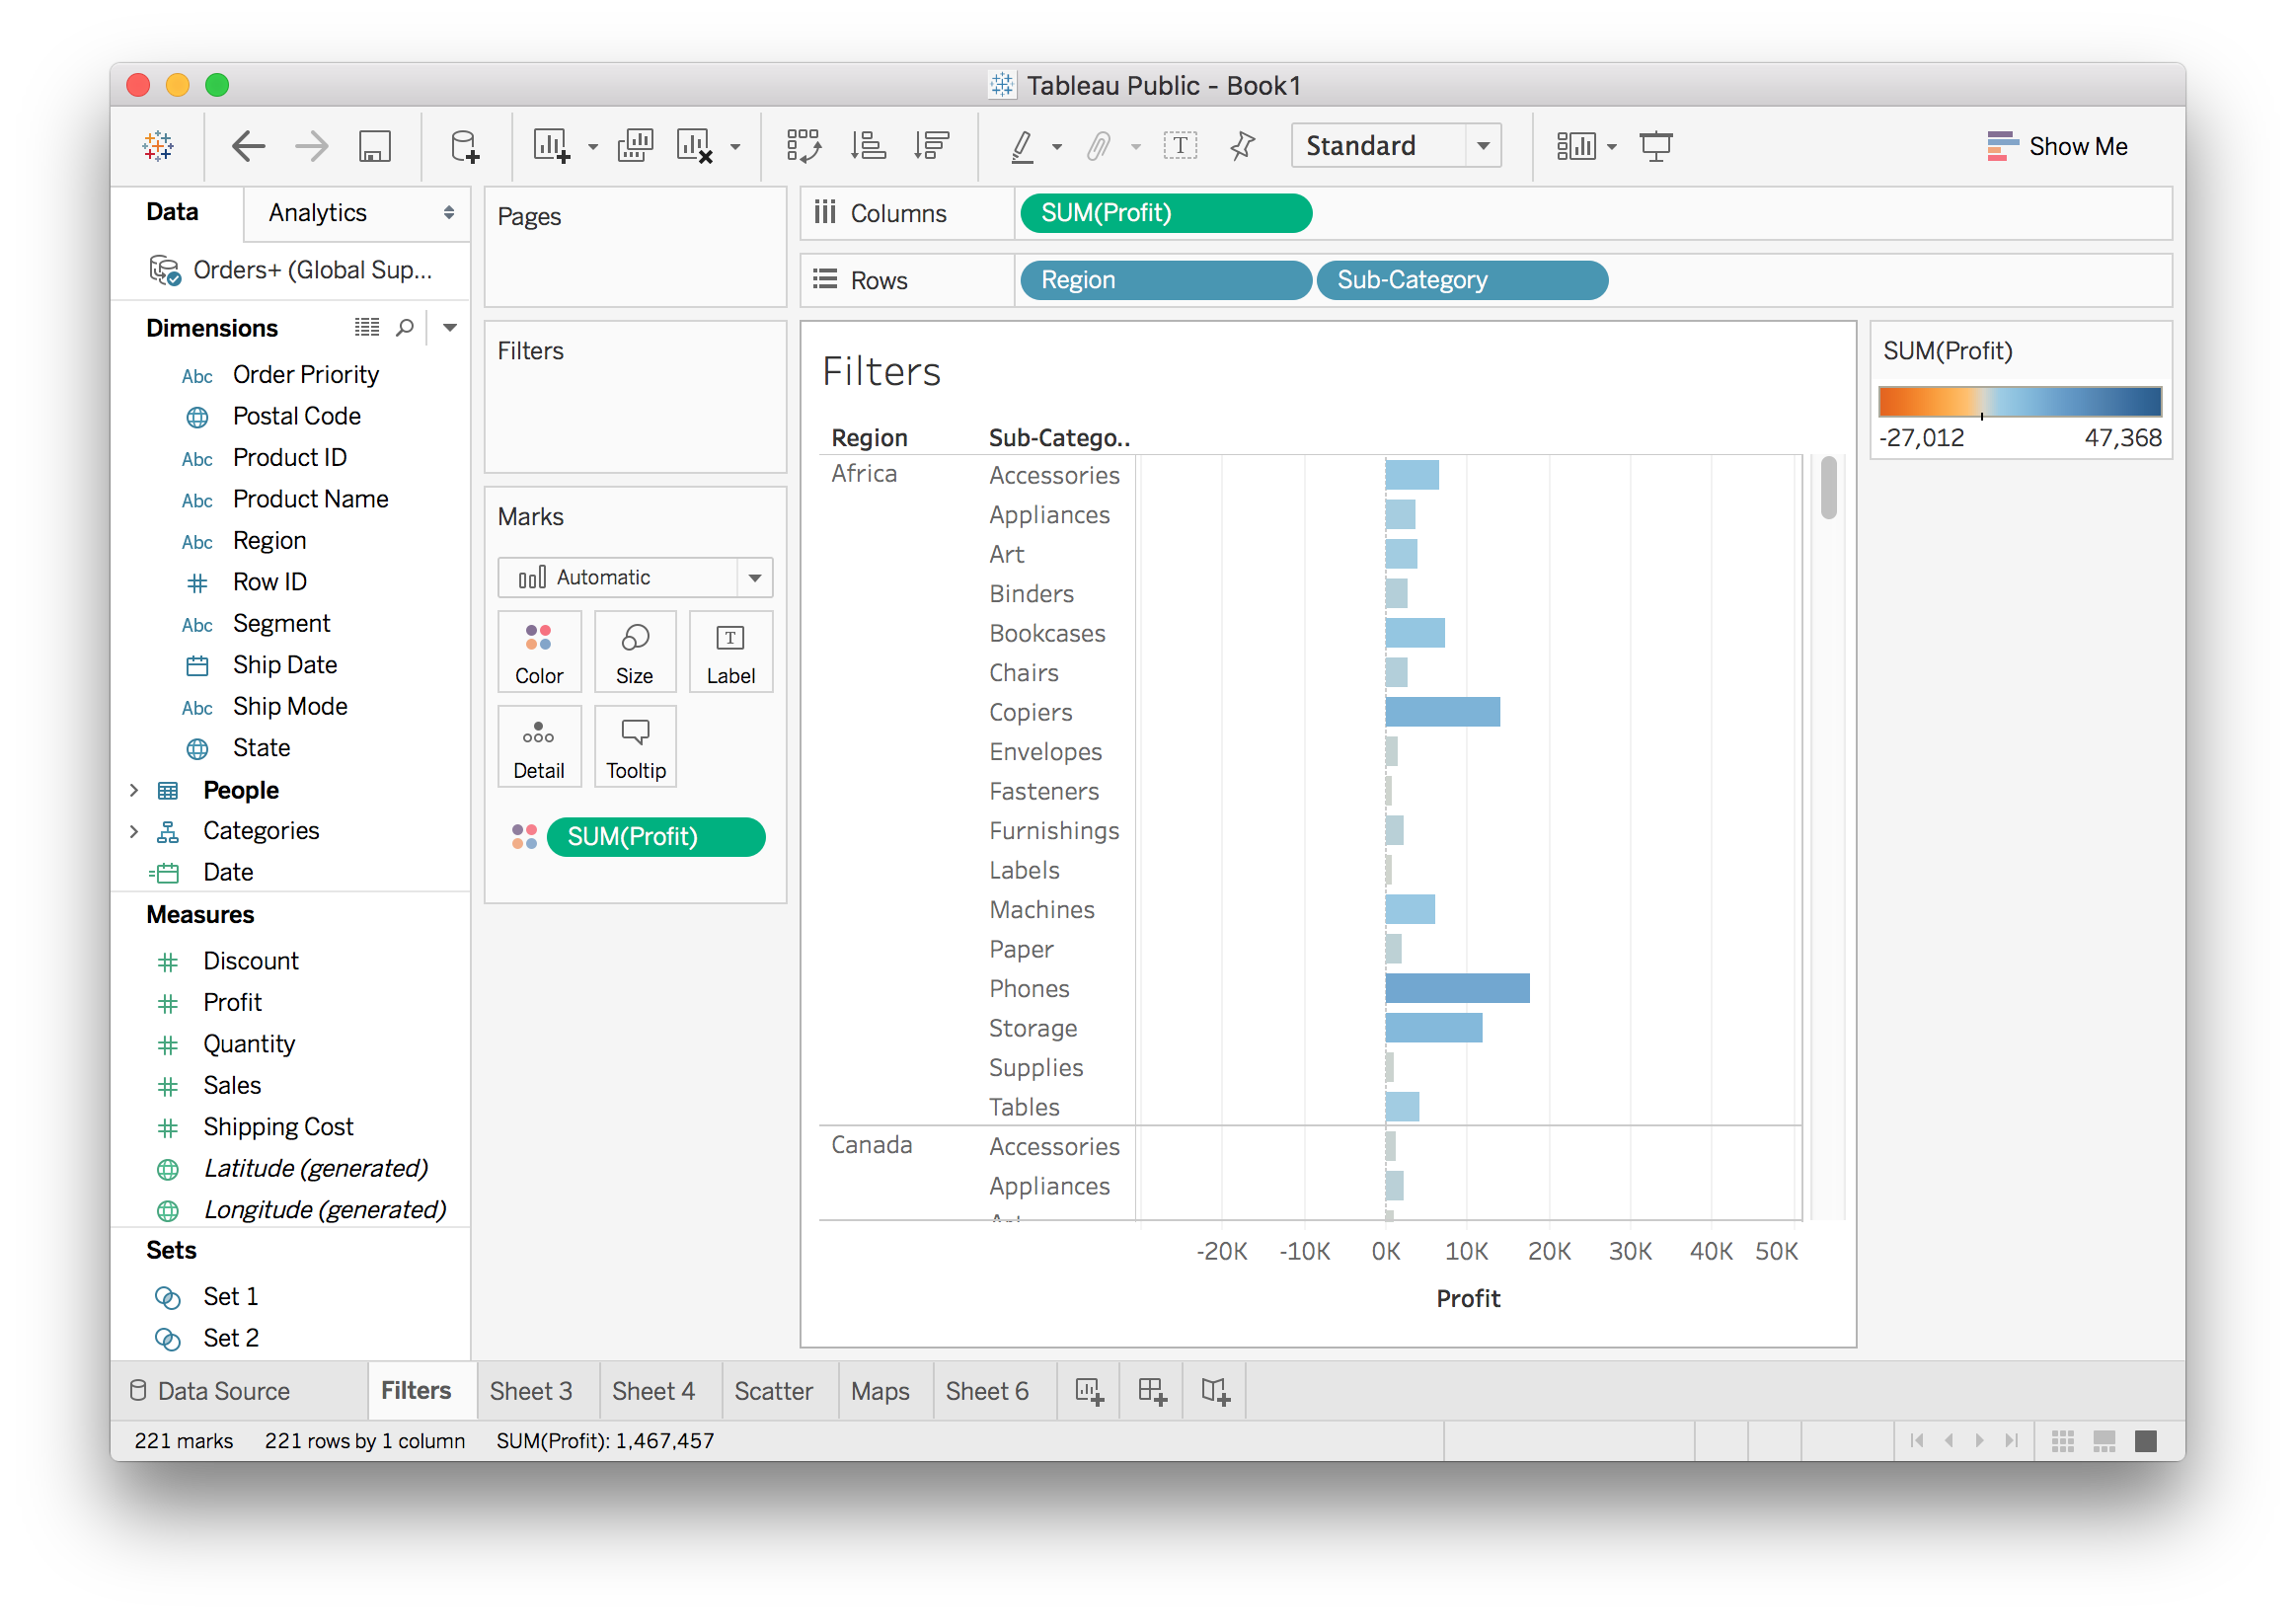 Tableau Public - Book1
Standard
Show Me
Data
Analytics
Orders+ (Global Sup...
Dimensions
Abc Order Priority
Postal Code
Abc Product ID
Abc Product Name
Abc Region
Row ID
Abc Segment
Ship Date
Abc Ship Mode
State
People
Categories
Date
Measures
Discount
Profit
Quantity
Sales
Shipping Cost
Latitude (generated)
Longitude (generated)
Sets
Set 1
Set 2
Pages
Filters
Marks
Automatic
Color Size Label
Detail Tooltip
SUM(Profit)
Columns SUM(Profit)
Rows Region Sub-Category
Filters
Region Sub-Catego..
Africa Accessories
Appliances
Art
Binders
Bookcases
Chairs
Copiers
Envelopes
Fasteners
Furnishings
Labels
Machines
Paper
Phones
Storage
Supplies
Tables
Canada Accessories
Appliances
-20K -10K 0K 10K 20K 30K 40K 50K
Profit
SUM(Profit)
-27,012 47,368
Data Source Filters Sheet 3 Sheet 4 Scatter Maps Sheet 6
221 marks 221 rows by 1 column SUM(Profit): 1,467,457